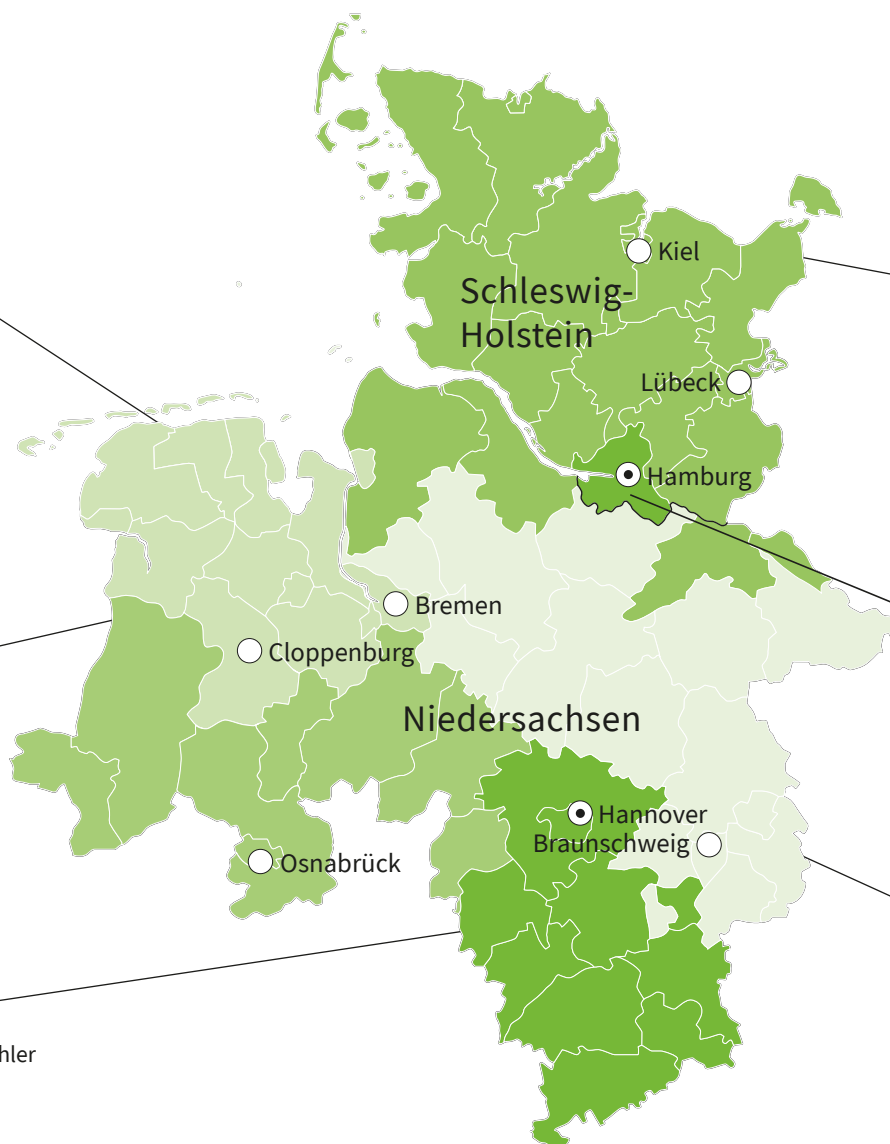 Kiel
Schleswig-
Holstein
Lübeck
Hamburg
Bremen
Cloppenburg
Niedersachsen
Hannover
Braunschweig
Osnabrück
hler